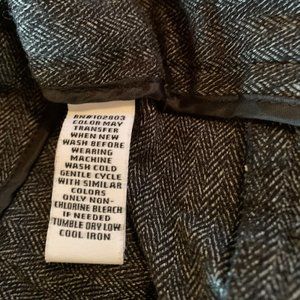 RN#102803
COLOR MAY
TRANSFER
WHEN NEW
WASH BEFORE
WEARING
MACHINE
WASH COLD
GENTLE CYCLE
WITH SIMILAR
COLORS
ONLY NON-
CHLORINE BLEACH
IF NEEDED
TUMBLE DRY LOW
COOL IRON